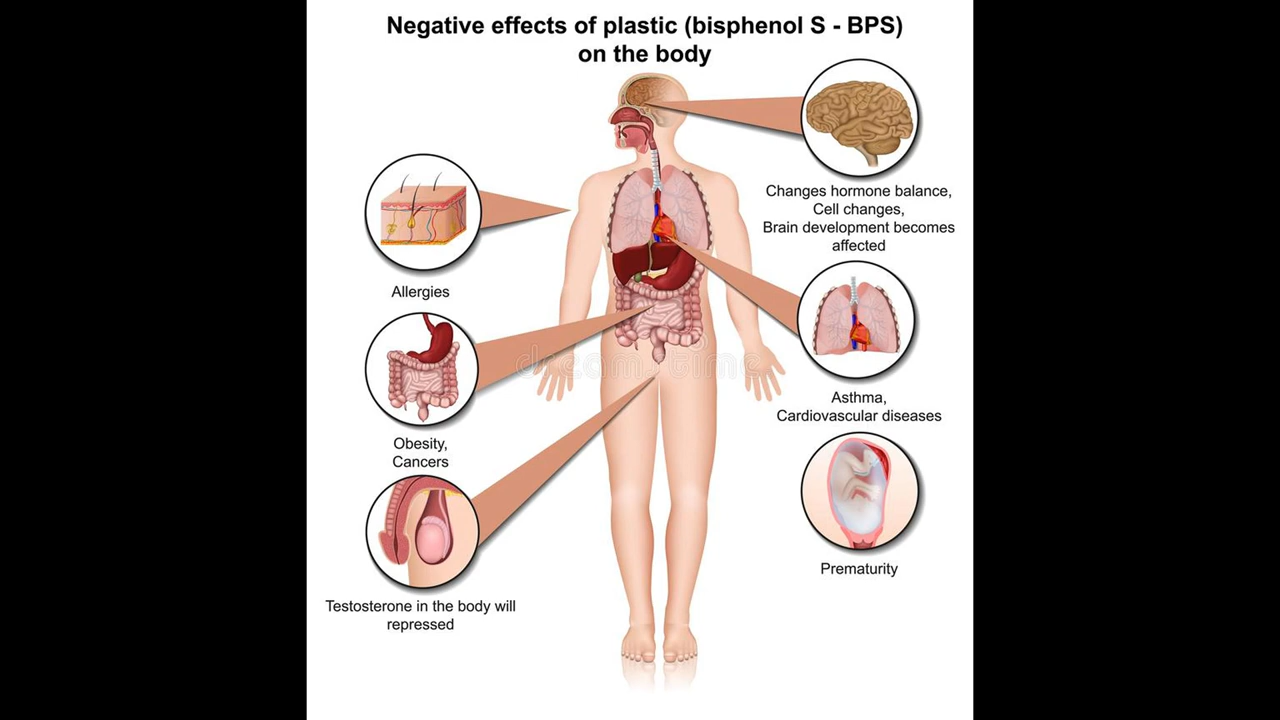 Negative effects of plastic (bisphenol S - BPS)
on the body
Changes hormone balance,
Cell changes,
Brain development becomes
affected
Allergies
Asthma,
Cardiovascular diseases
Obesity,
Cancers
Prematurity
Testosterone in the body will
repressed
dreamstime